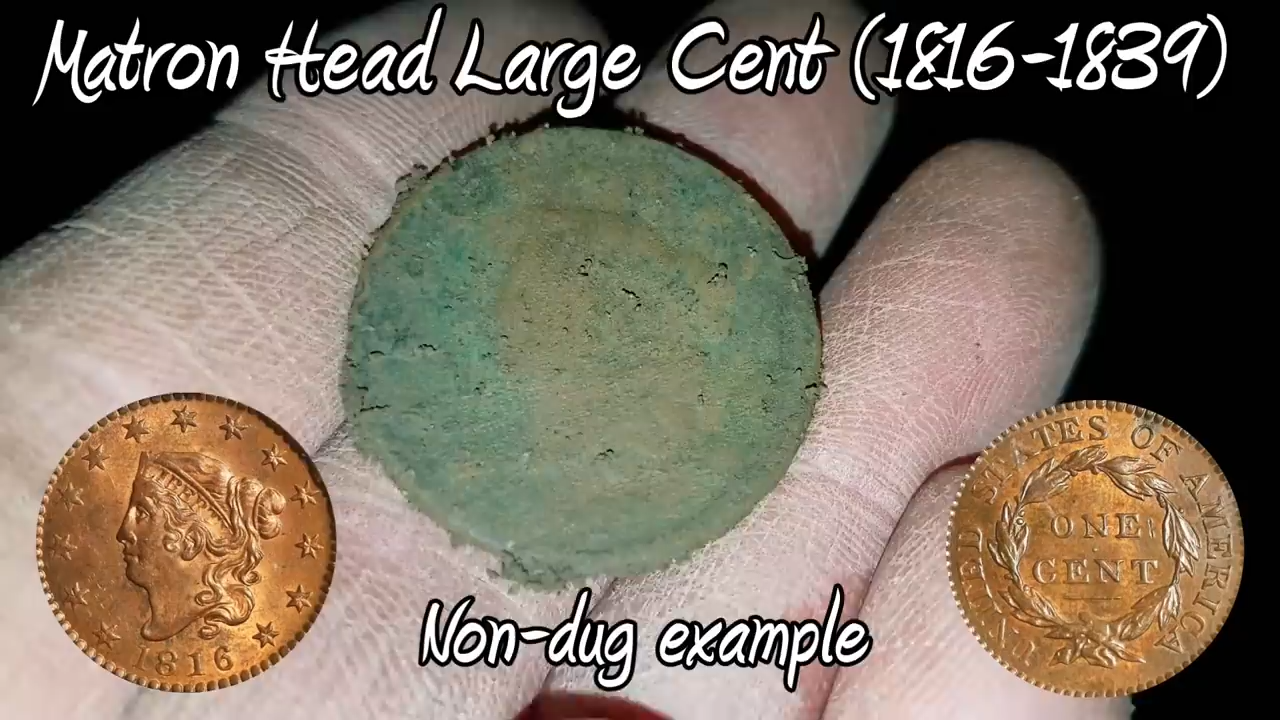 Matron Head Large Cent (1816-1839)
LIBERTY
1816
UNITED STATES OF AMERICA
ONE
CENT
Non-dug example